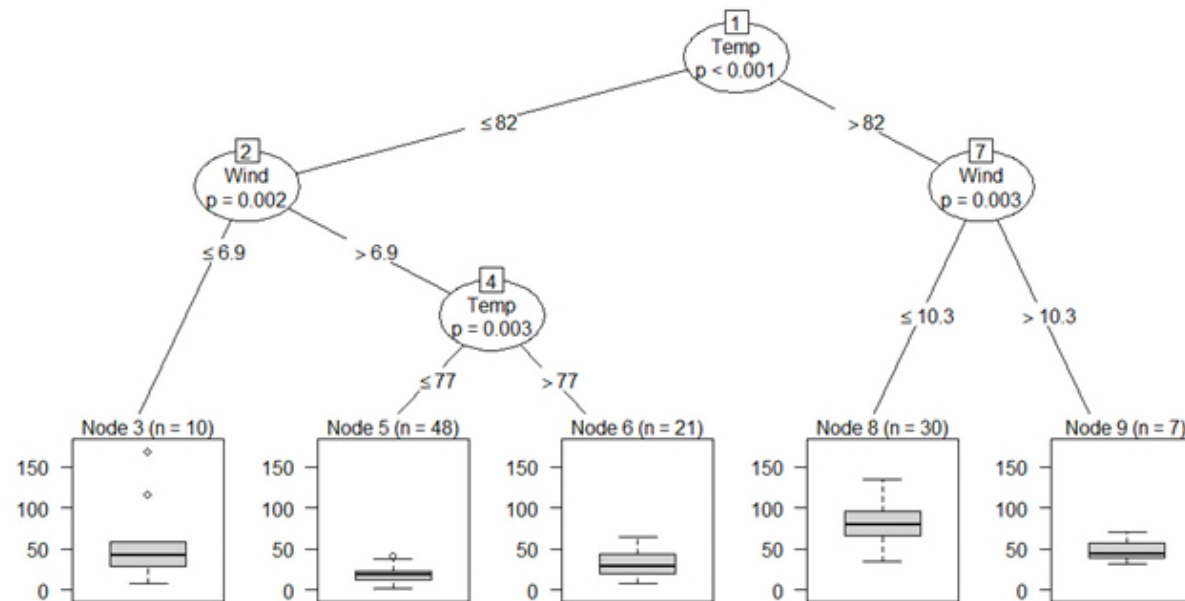 1
Temp
p < 0.001
≤ 82
> 82
2
Wind
p = 0.002
7
Wind
p = 0.003
≤ 6.9
> 6.9
4
Temp
p = 0.003
≤ 10.3
> 10.3
≤ 77
> 77
Node 3 (n = 10)
Node 5 (n = 48)
Node 6 (n = 21)
Node 8 (n = 30)
Node 9 (n = 7)
150
100
50
0
150
100
50
0
150
100
50
0
150
100
50
0
150
100
50
0